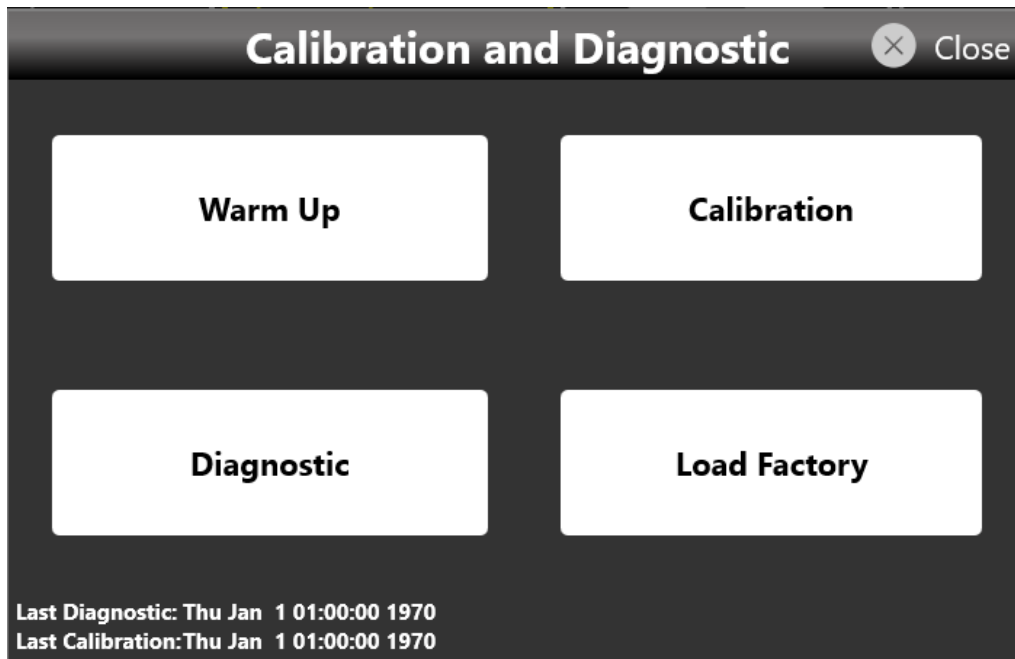 Calibration and Diagnostic
Close
Warm Up
Calibration
Diagnostic
Load Factory
Last Diagnostic: Thu Jan  1 01:00:00 1970
Last Calibration:Thu Jan  1 01:00:00 1970